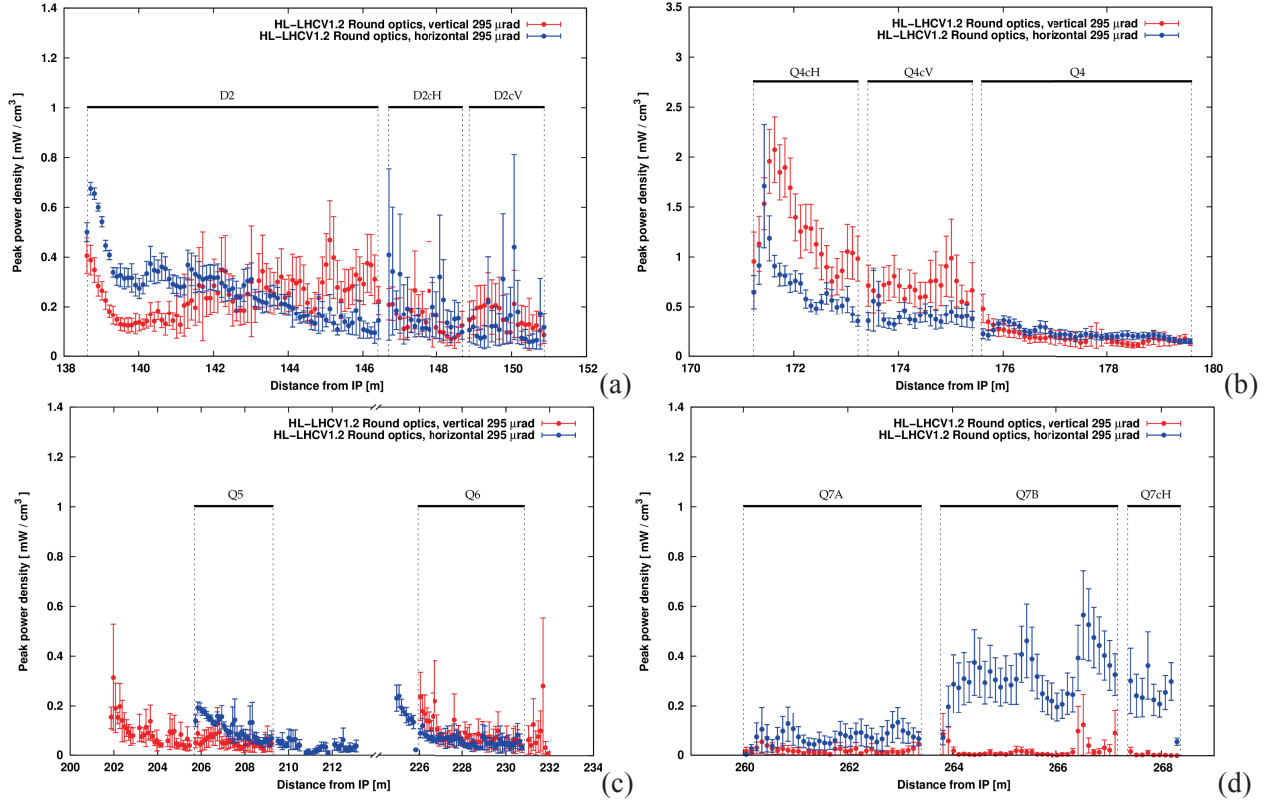 HL-LHCV1.2 Round optics, vertical 295 μrad
HL-LHCV1.2 Round optics, horizontal 295 μrad
D2
D2cH
D2cV
Peak power density [ mW / cm³ ]
1.4
1.2
1
0.8
0.6
0.4
0.2
0
138
140
142
144
146
148
150
152
Distance from IP [m]
(a)
HL-LHCV1.2 Round optics, vertical 295 μrad
HL-LHCV1.2 Round optics, horizontal 295 μrad
Q4cH
Q4cV
Q4
Peak power density [ mW / cm³ ]
3.5
3
2.5
2
1.5
1
0.5
0
170
172
174
176
178
180
Distance from IP [m]
(b)
HL-LHCV1.2 Round optics, vertical 295 μrad
HL-LHCV1.2 Round optics, horizontal 295 μrad
Q5
Q6
Peak power density [ mW / cm³ ]
1.4
1.2
1
0.8
0.6
0.4
0.2
0
200
202
204
206
208
210
212
226
228
230
232
234
Distance from IP [m]
(c)
HL-LHCV1.2 Round optics, vertical 295 μrad
HL-LHCV1.2 Round optics, horizontal 295 μrad
Q7A
Q7B
Q7cH
Peak power density [ mW / cm³ ]
1.4
1.2
1
0.8
0.6
0.4
0.2
0
260
262
264
266
268
Distance from IP [m]
(d)